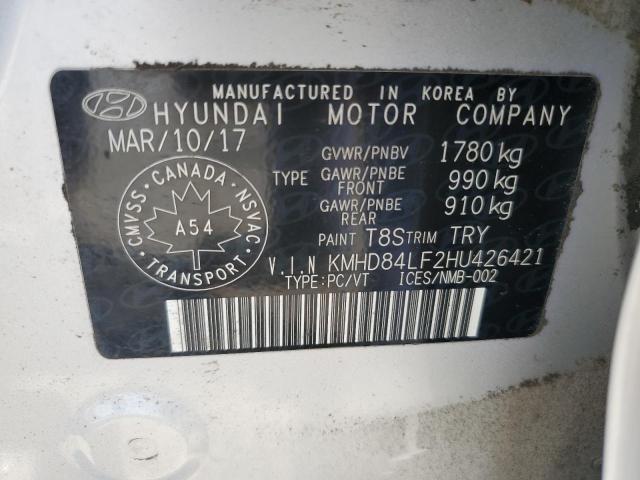 MANUFACTURED IN KOREA BY
HYUNDAI MOTOR COMPANY
MAR/10/17
GVWR/PNBV 1780 kg
TYPE GAWR/PNBE FRONT 990 kg
GAWR/PNBE REAR 910 kg
CMVSS · CANADA · NSVAC
A54
TRANSPORT
PAINT T8S TRIM TRY
V.I.N KMHD84LF2HU426421
TYPE:PC/VT ICES/NMB-002